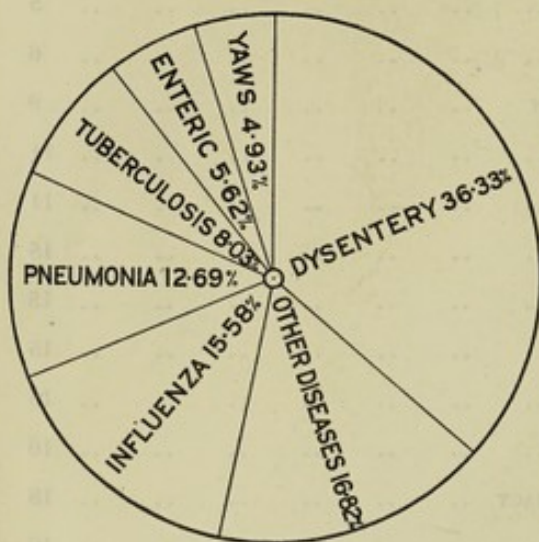 YAWS 4·93%
ENTERIC 5·62%
TUBERCULOSIS 8·03%
PNEUMONIA 12·69%
INFLUENZA 15·58%
OTHER DISEASES 16·82%
DYSENTERY 36·33%